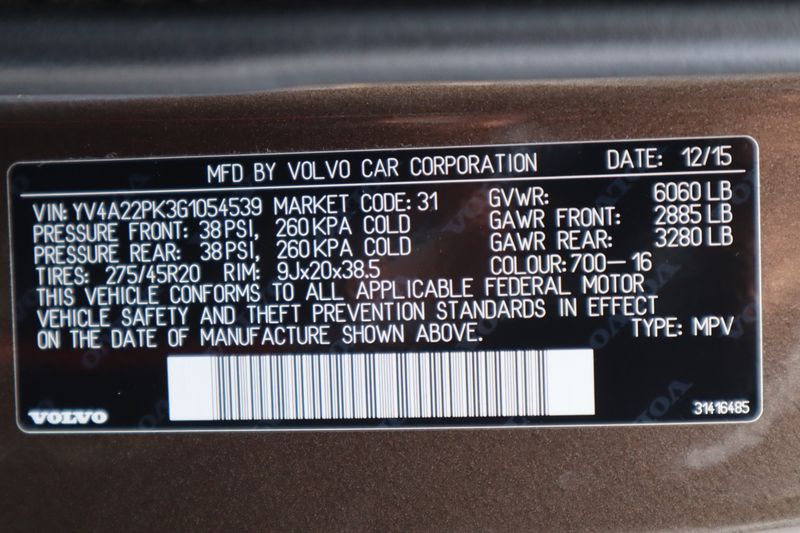 MFD BY VOLVO CAR CORPORATION DATE: 12/15
VIN: YV4A22PK3G1054539 MARKET CODE: 31 GVWR: 6060 LB
PRESSURE FRONT: 38 PSI, 260 KPA COLD GAWR FRONT: 2885 LB
PRESSURE REAR: 38 PSI, 260 KPA COLD GAWR REAR: 3280 LB
TIRES: 275/45R20 RIM: 9Jx20x38.5 COLOUR: 700-16
THIS VEHICLE CONFORMS TO ALL APPLICABLE FEDERAL MOTOR
VEHICLE SAFETY AND THEFT PREVENTION STANDARDS IN EFFECT
ON THE DATE OF MANUFACTURE SHOWN ABOVE. TYPE: MPV
VOLVO 31416485